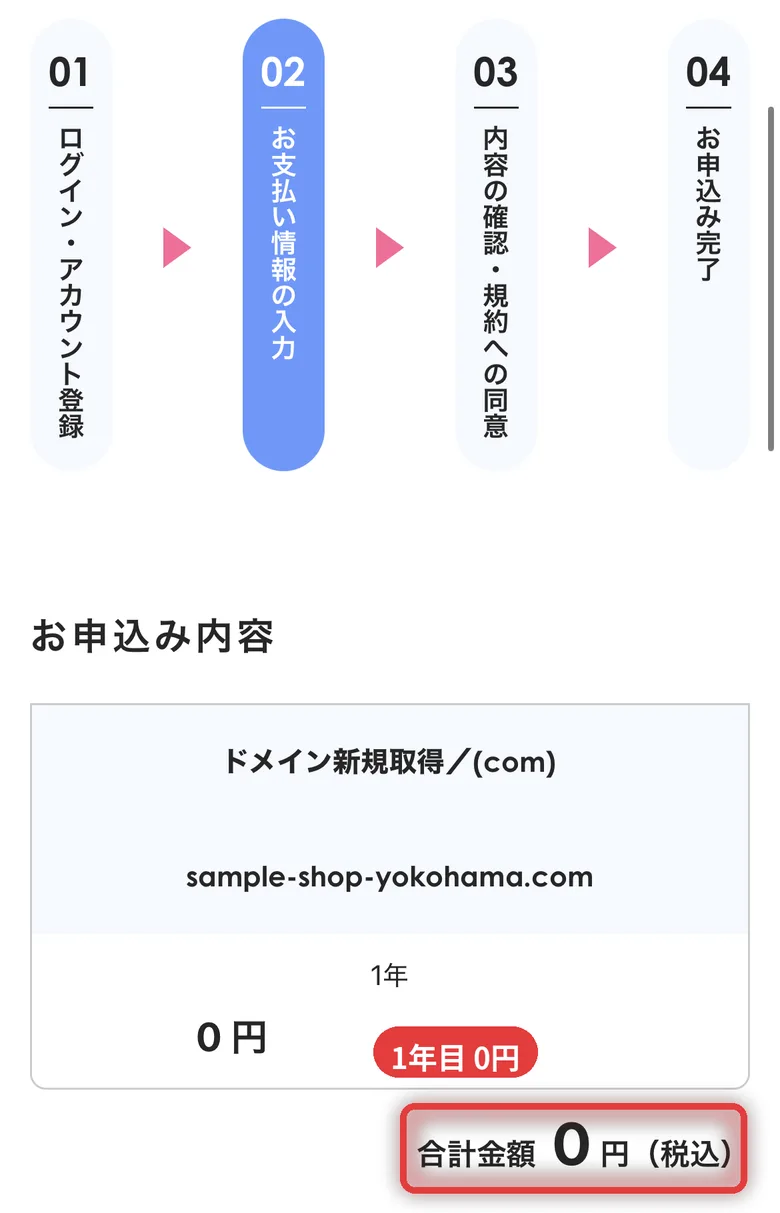 01
ログイン・アカウント登録
02
お支払い情報の入力
03
内容の確認・規約への同意
04
お申込み完了
お申込み内容
ドメイン新規取得／(com)
sample-shop-yokohama.com
1年
0 円
1年目 0円
合計金額 0 円（税込）